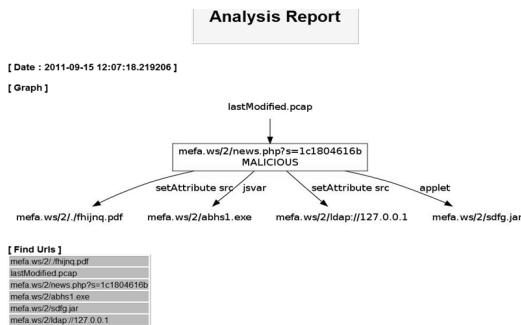 Analysis Report
[ Date : 2011-09-15 12:07:18.219206 ]
[ Graph ]
lastModified.pcap
mefa.ws/2/news.php?s=1c1804616b
MALICIOUS
setAttribute src
jsvar
setAttribute src
applet
mefa.ws/2/./fhijnq.pdf
mefa.ws/2/abhs1.exe
mefa.ws/2/ldap://127.0.0.1
mefa.ws/2/sdfg.jar
[ Find Urls ]
mefa.ws/2/./fhijnq.pdf
lastModified.pcap
mefa.ws/2/news.php?s=1c1804616b
mefa.ws/2/abhs1.exe
mefa.ws/2/sdfg.jar
mefa.ws/2/ldap://127.0.0.1